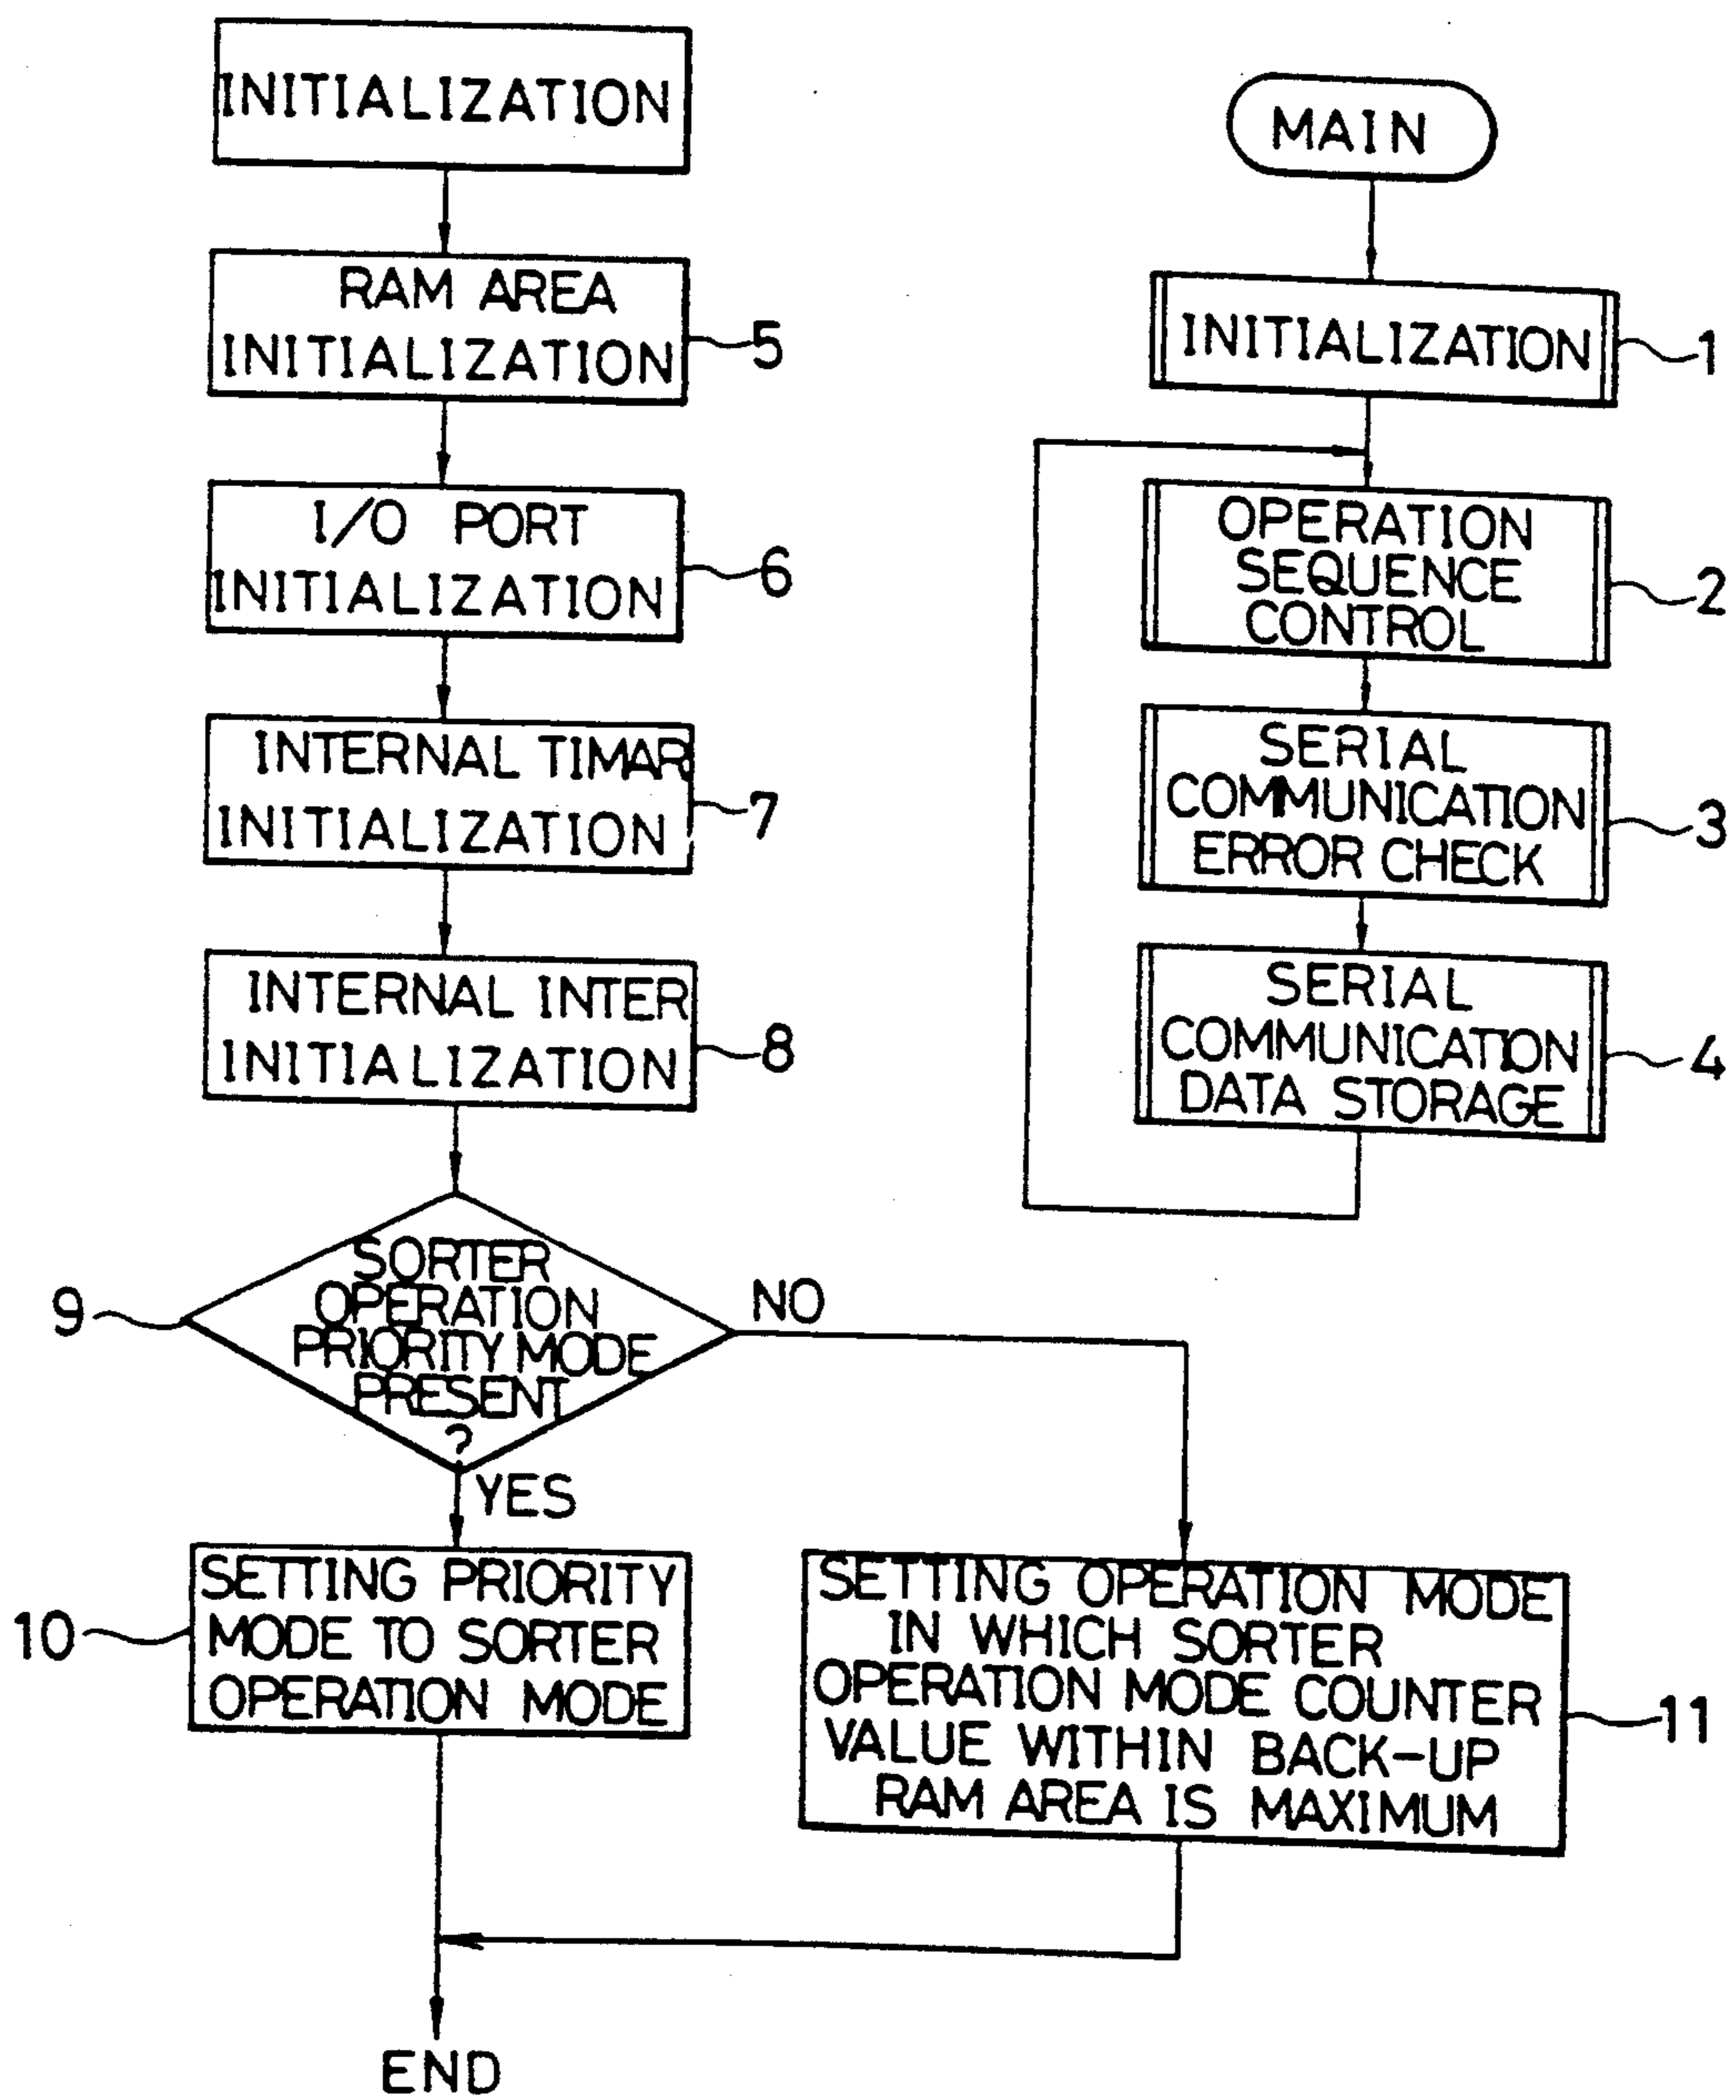 INITIALIZATION
RAM AREA
INITIALIZATION
5
I/O PORT
INITIALIZATION
6
INTERNAL TIMAR
INITIALIZATION
7
INTERNAL INTER
INITIALIZATION
8
SORTER
OPERATION
PRIORITY MODE
PRESENT
?
9
NO
YES
SETTING PRIORITY
MODE TO SORTER
OPERATION MODE
10
SETTING OPERATION MODE
IN WHICH SORTER
OPERATION MODE COUNTER
VALUE WITHIN BACK-UP
RAM AREA IS MAXIMUM
11
END
MAIN
INITIALIZATION
1
OPERATION
SEQUENCE
CONTROL
2
SERIAL
COMMUNICATION
ERROR CHECK
3
SERIAL
COMMUNICATION
DATA STORAGE
4